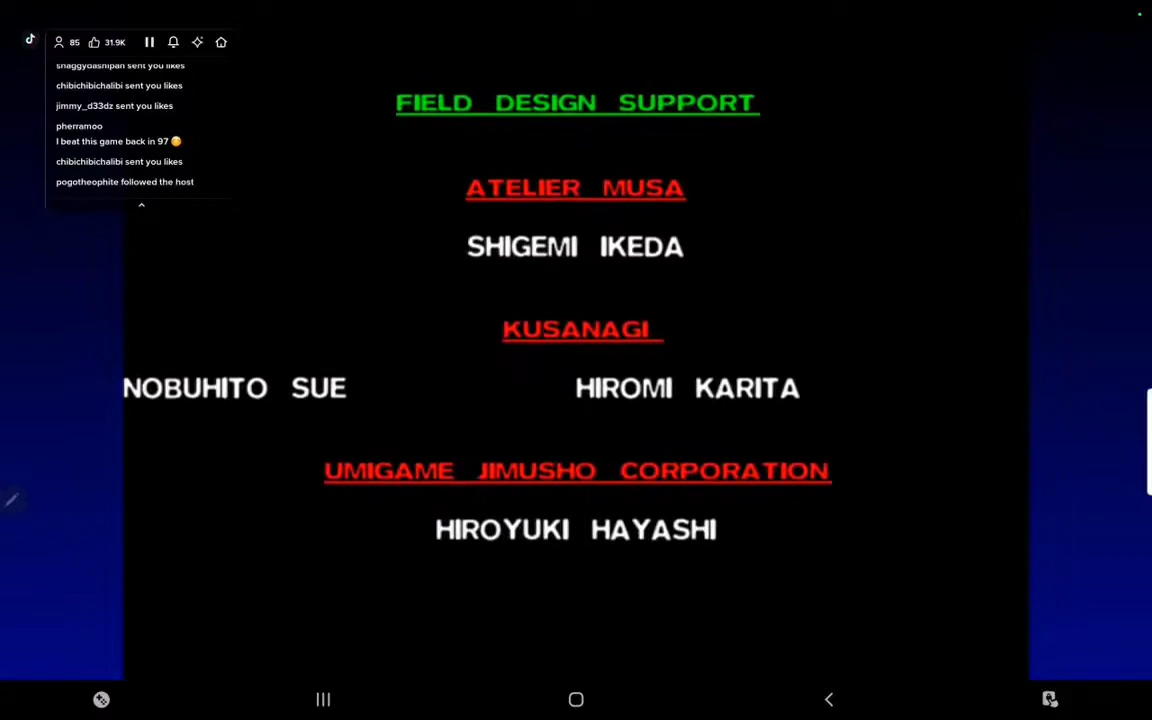 85 31.9K
shaggydashpan sent you likes
chibichibichalibi sent you likes
jimmy_d33dz sent you likes
pherramoo
I beat this game back in 97 😊
chibichibichalibi sent you likes
pogotheophite followed the host
FIELD DESIGN SUPPORT
ATELIER MUSA
SHIGEMI IKEDA
KUSANAGI
NOBUHITO SUE HIROMI KARITA
UMIGAME JIMUSHO CORPORATION
HIROYUKI HAYASHI